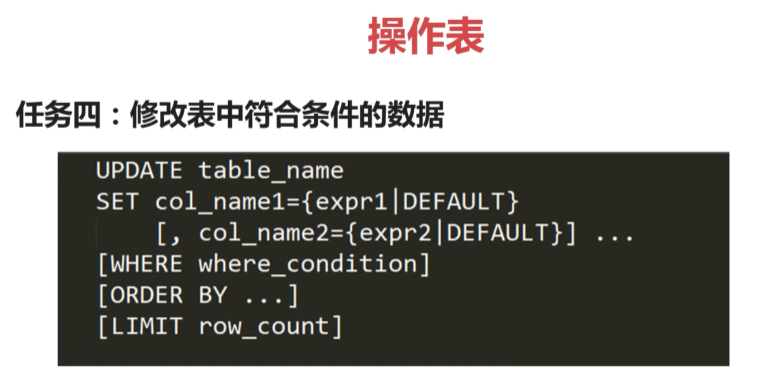 操作表
任务四：修改表中符合条件的数据
UPDATE table_name
SET col_name1={expr1|DEFAULT}
[, col_name2={expr2|DEFAULT}] ...
[WHERE where_condition]
[ORDER BY ...]
[LIMIT row_count]